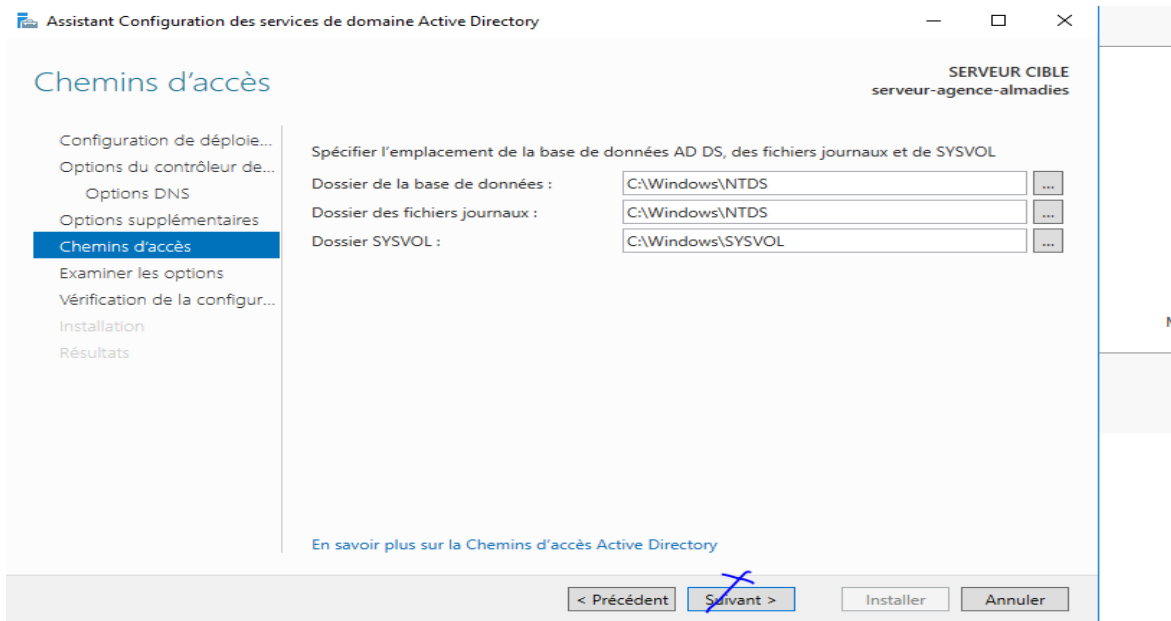 Assistant Configuration des services de domaine Active Directory
Chemins d'accès
SERVEUR CIBLE
serveur-agence-almadies
Configuration de déploie...
Options du contrôleur de...
Options DNS
Options supplémentaires
Chemins d'accès
Examiner les options
Vérification de la configur...
Installation
Résultats
Spécifier l'emplacement de la base de données AD DS, des fichiers journaux et de SYSVOL
Dossier de la base de données : C:\Windows\NTDS ...
Dossier des fichiers journaux : C:\Windows\NTDS ...
Dossier SYSVOL : C:\Windows\SYSVOL ...
En savoir plus sur la Chemins d'accès Active Directory
< Précédent Suivant > Installer Annuler